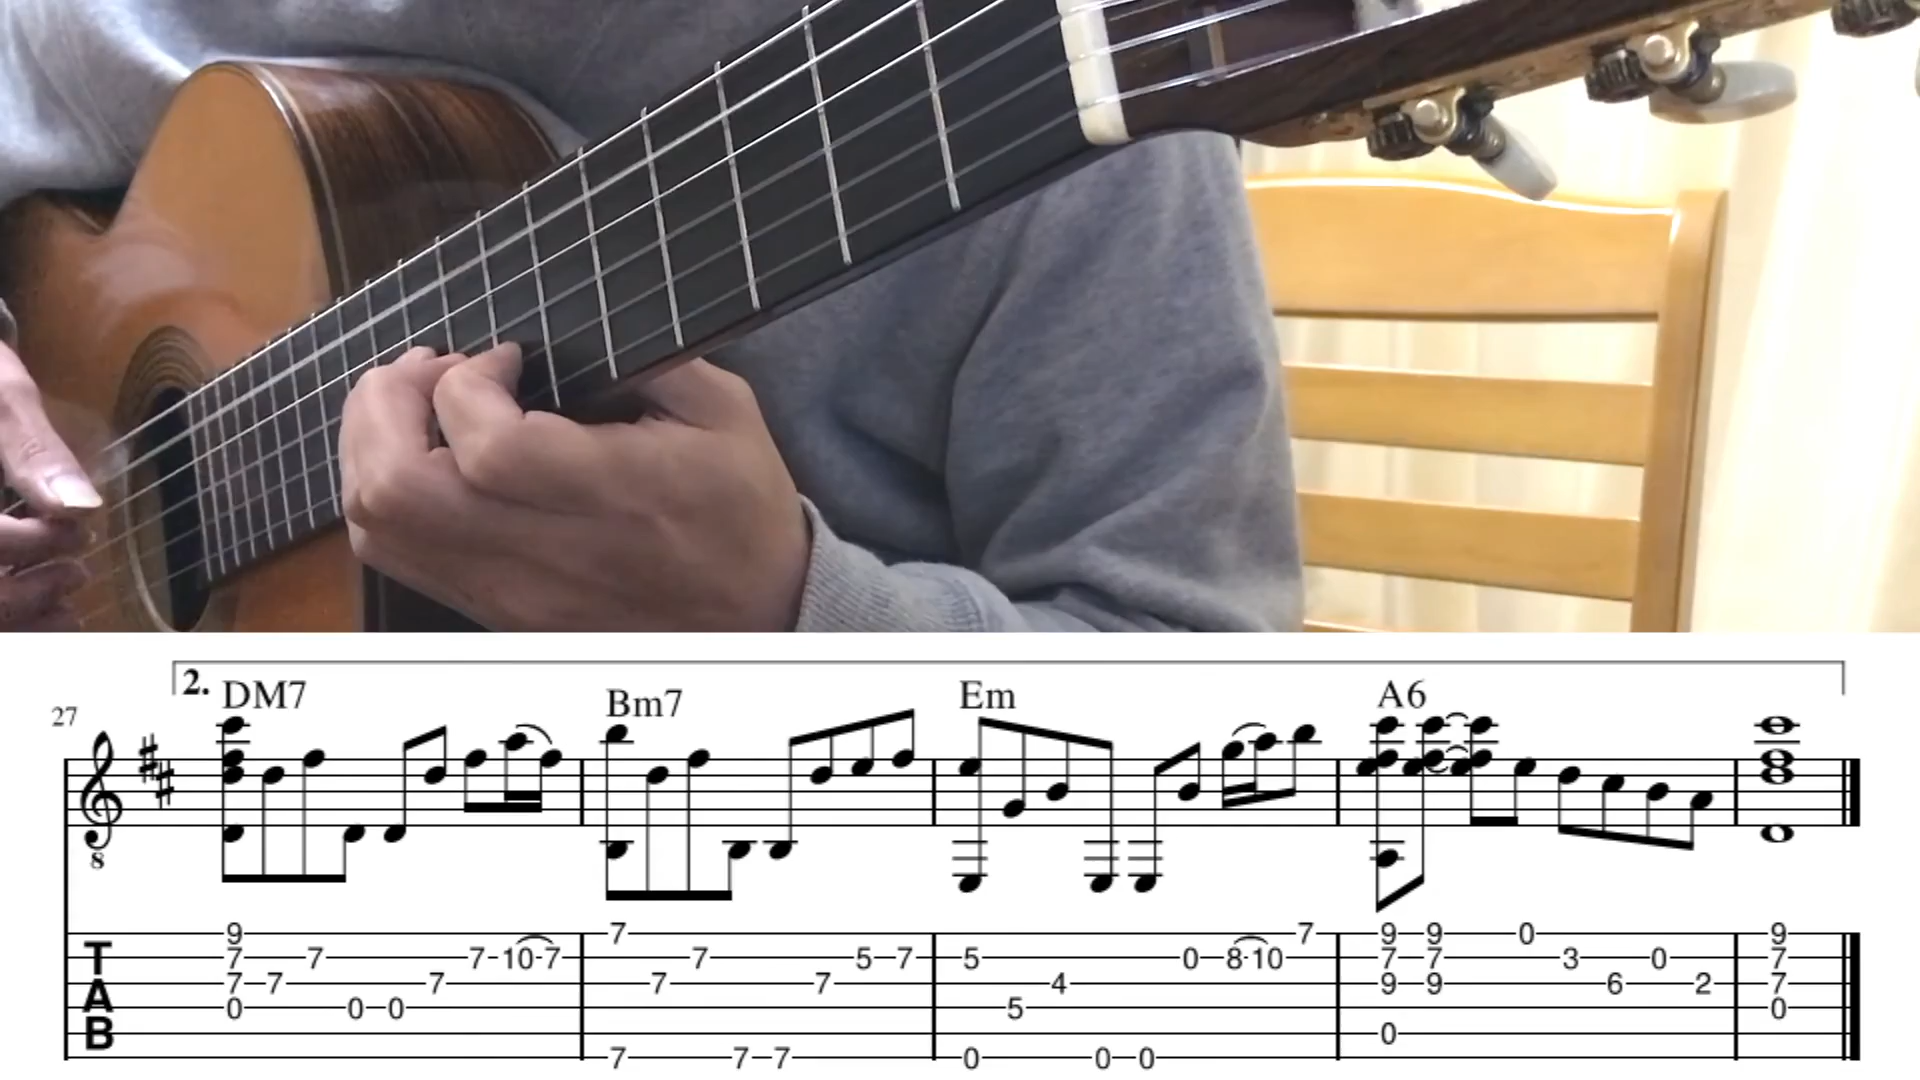 2. DM7 Bm7 Em A6
27
8
9 7 7 7 9 9 0 9
T 7 7 7-10-7 7 5-7 5 0 8-10 7 7 3 0 7
A 7-7 7 7 7 4 9 9 6 2 7
0 0-0 5 0
B 0
7 7-7 0 0-0